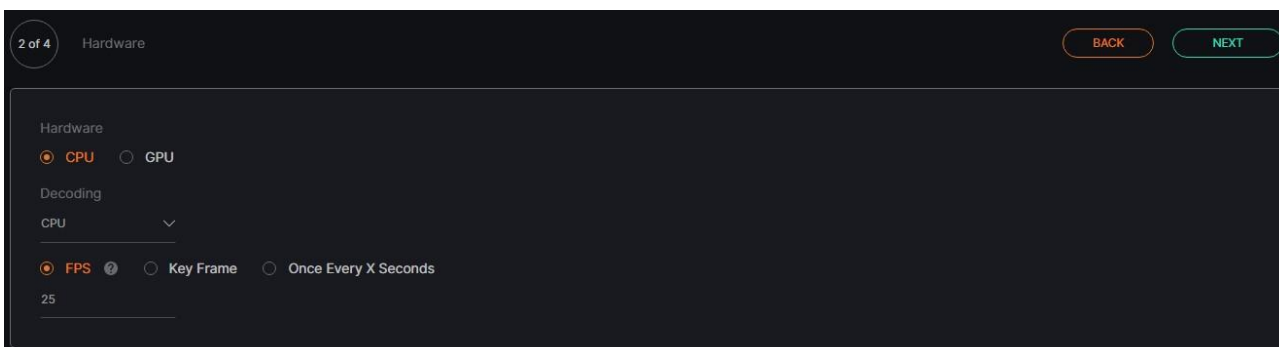 2 of 4 Hardware BACK NEXT
Hardware
CPU GPU
Decoding
CPU
FPS ? Key Frame Once Every X Seconds
25